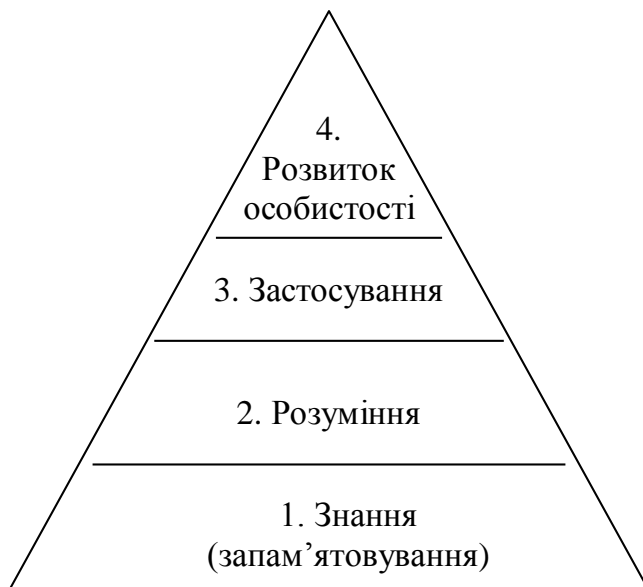 4.
Розвиток
особистості
3. Застосування
2. Розуміння
1. Знання
(запам’ятовування)